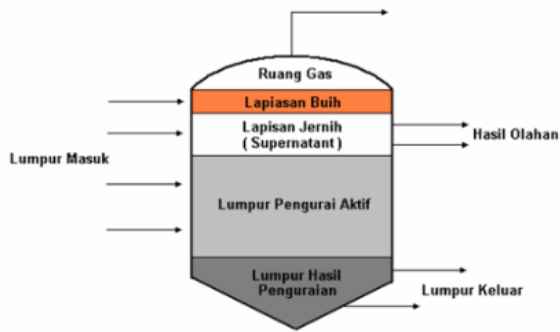 Ruang Gas
Lapiasan Buih
Lapisan Jernih
( Supernatant )
Hasil Olahan
Lumpur Masuk
Lumpur Pengurai Aktif
Lumpur Hasil
Penguraian
Lumpur Keluar